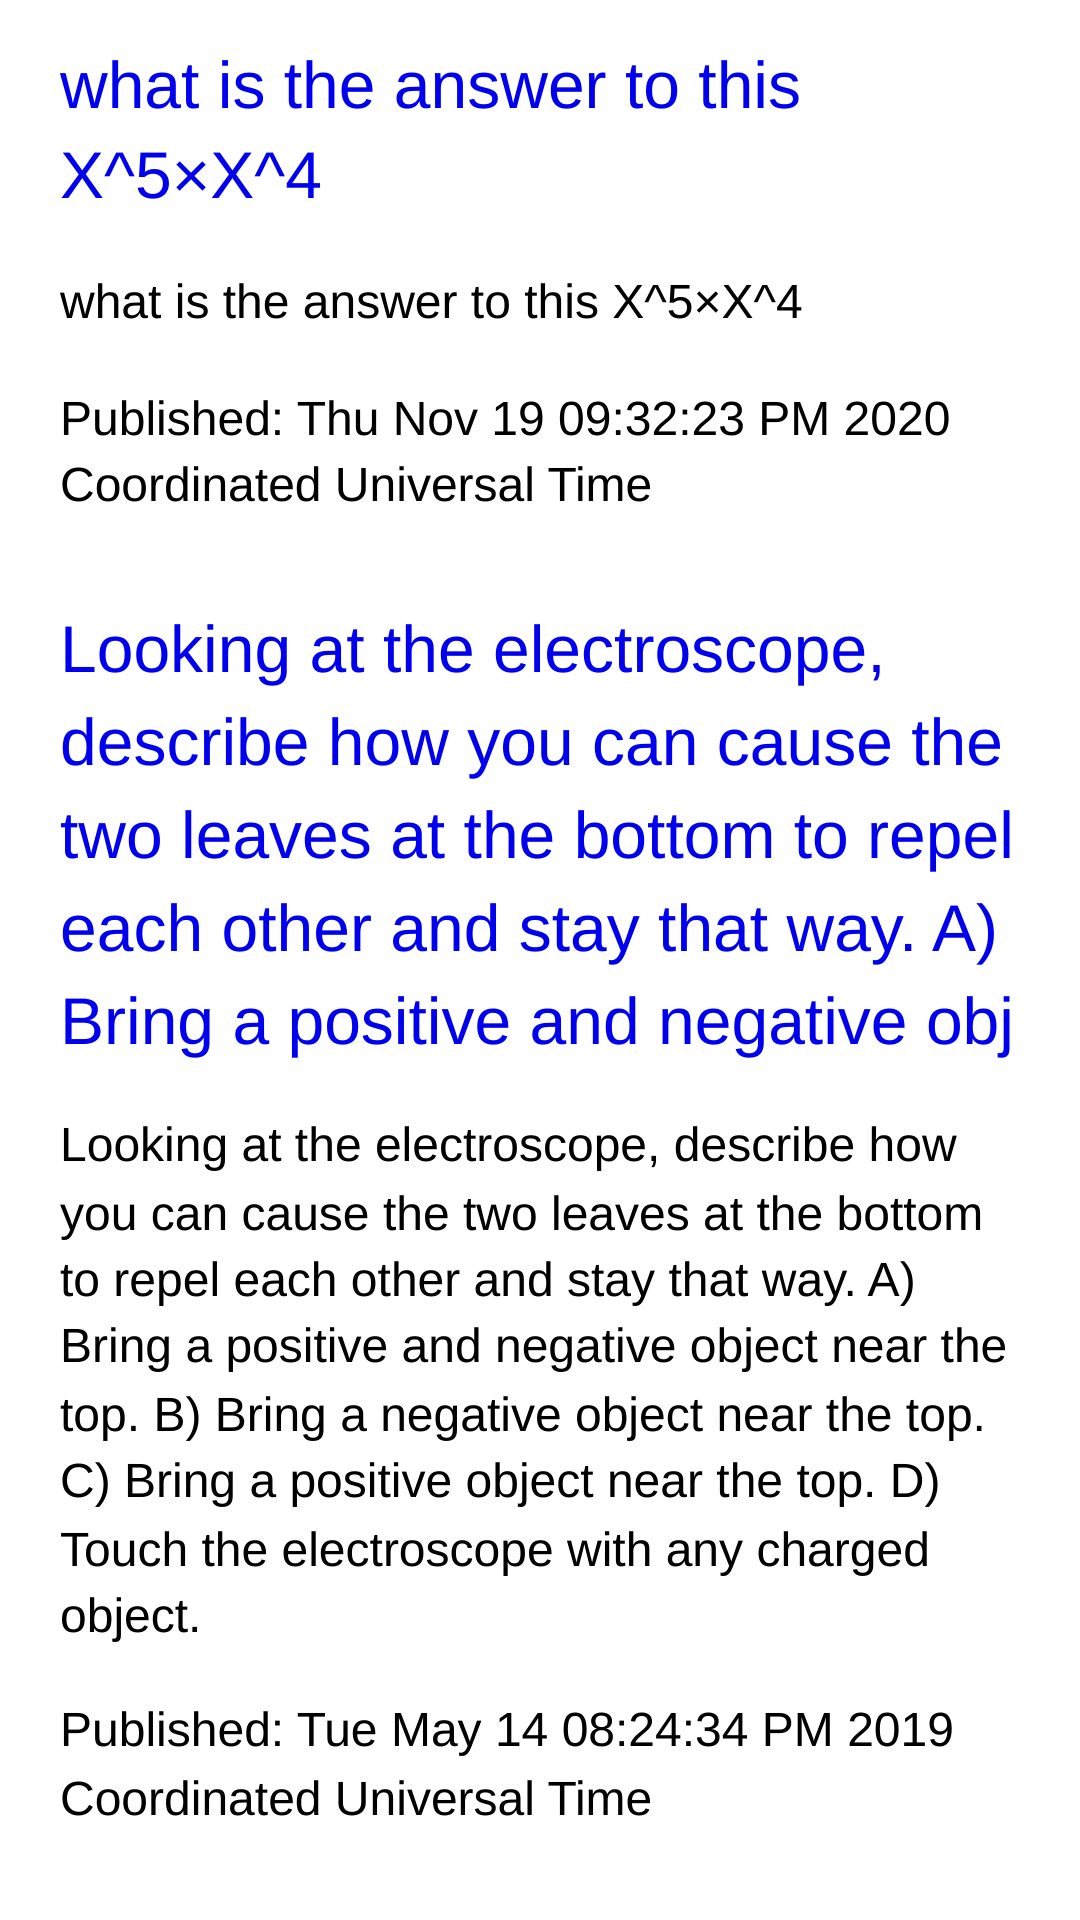 what is the answer to this
X^5×X^4
what is the answer to this X^5×X^4
Published: Thu Nov 19 09:32:23 PM 2020
Coordinated Universal Time
Looking at the electroscope,
describe how you can cause the
two leaves at the bottom to repel
each other and stay that way. A)
Bring a positive and negative obj
Looking at the electroscope, describe how
you can cause the two leaves at the bottom
to repel each other and stay that way. A)
Bring a positive and negative object near the
top. B) Bring a negative object near the top.
C) Bring a positive object near the top. D)
Touch the electroscope with any charged
object.
Published: Tue May 14 08:24:34 PM 2019
Coordinated Universal Time